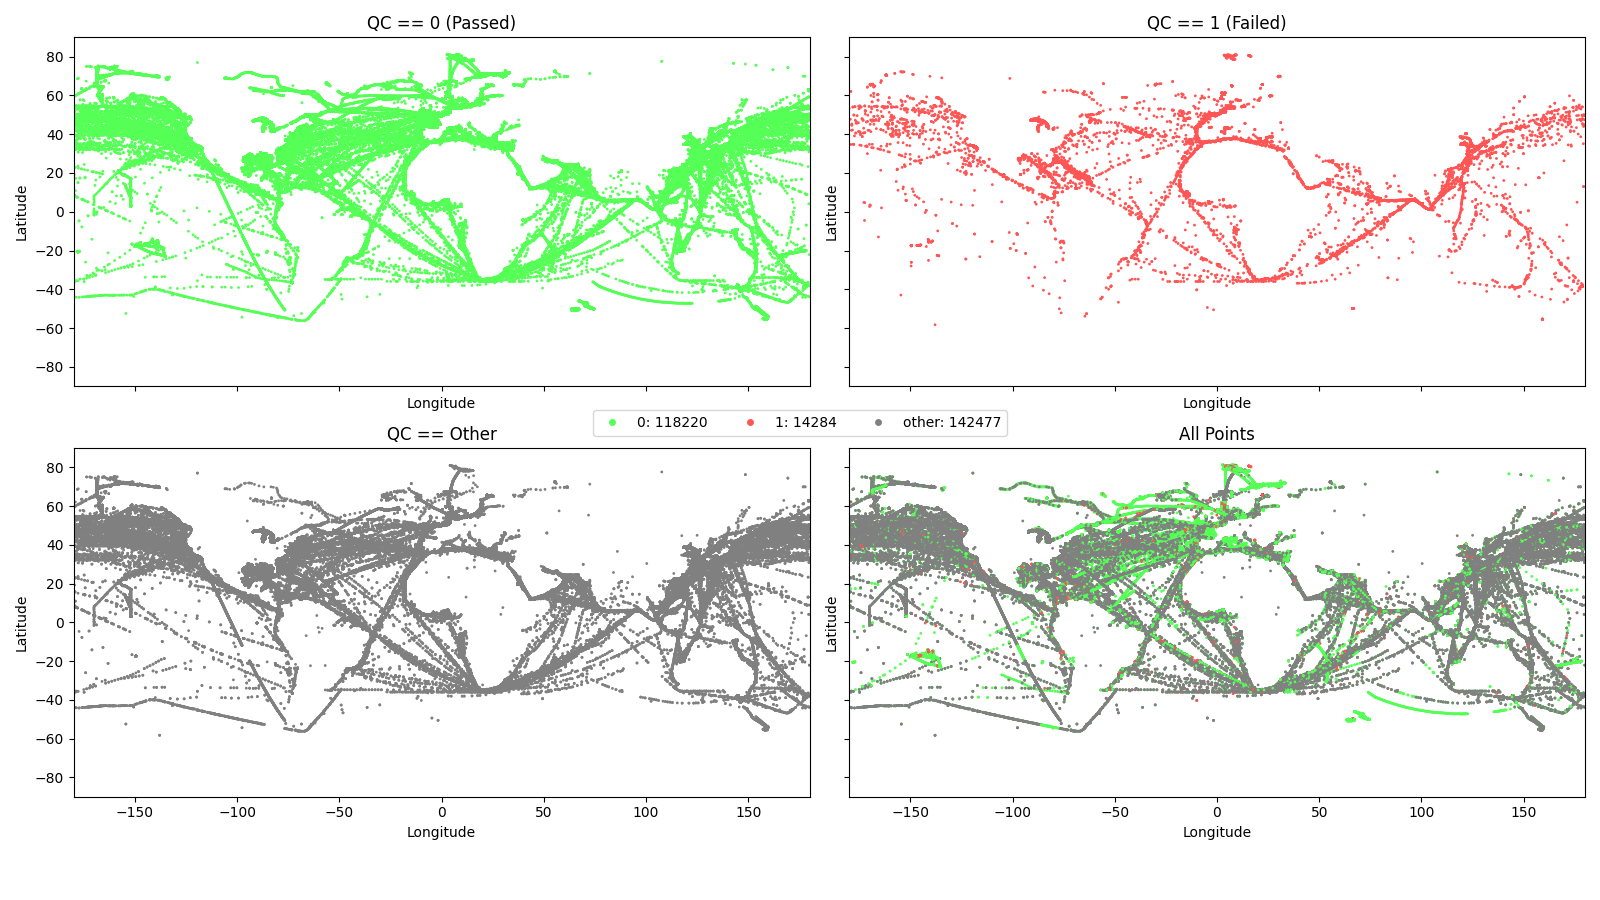 QC == 0 (Passed)
QC == 1 (Failed)
80
60
40
20
0
−20
−40
−60
−80
Latitude
Latitude
Longitude
Longitude
0: 118220 1: 14284 other: 142477
QC == Other
All Points
80
60
40
20
0
−20
−40
−60
−80
Latitude
Latitude
−150 −100 −50 0 50 100 150
−150 −100 −50 0 50 100 150
Longitude
Longitude